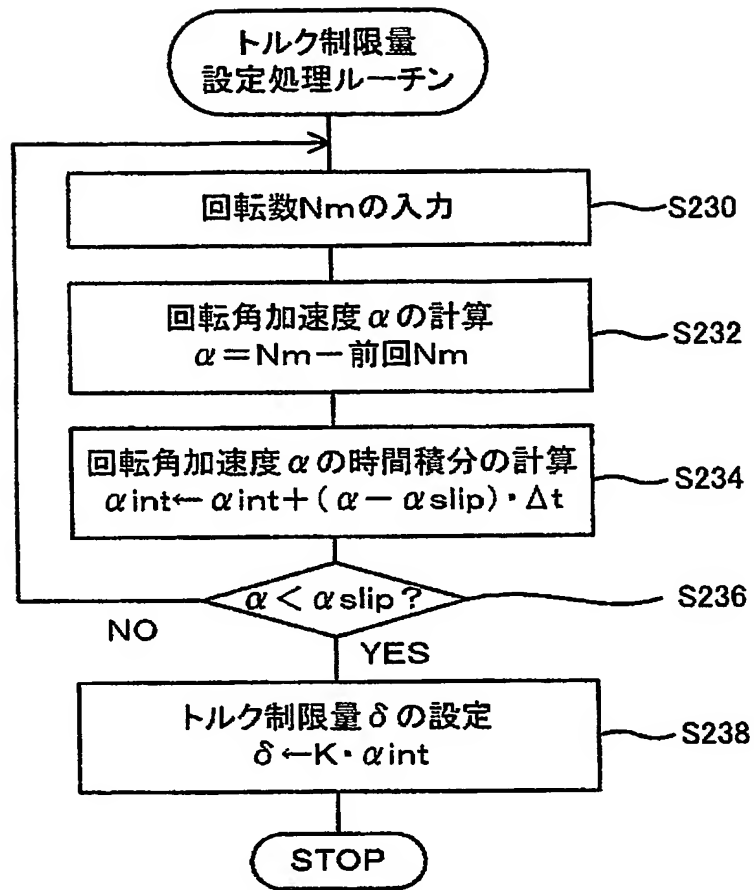 トルク制限量
設定処理ルーチン
回転数Nmの入力
S230
回転角加速度αの計算
α＝Nm－前回Nm
S232
回転角加速度αの時間積分の計算
αint←αint＋(α－αslip)・Δt
S234
α＜αslip？
S236
NO
YES
トルク制限量δの設定
δ←K・αint
S238
STOP